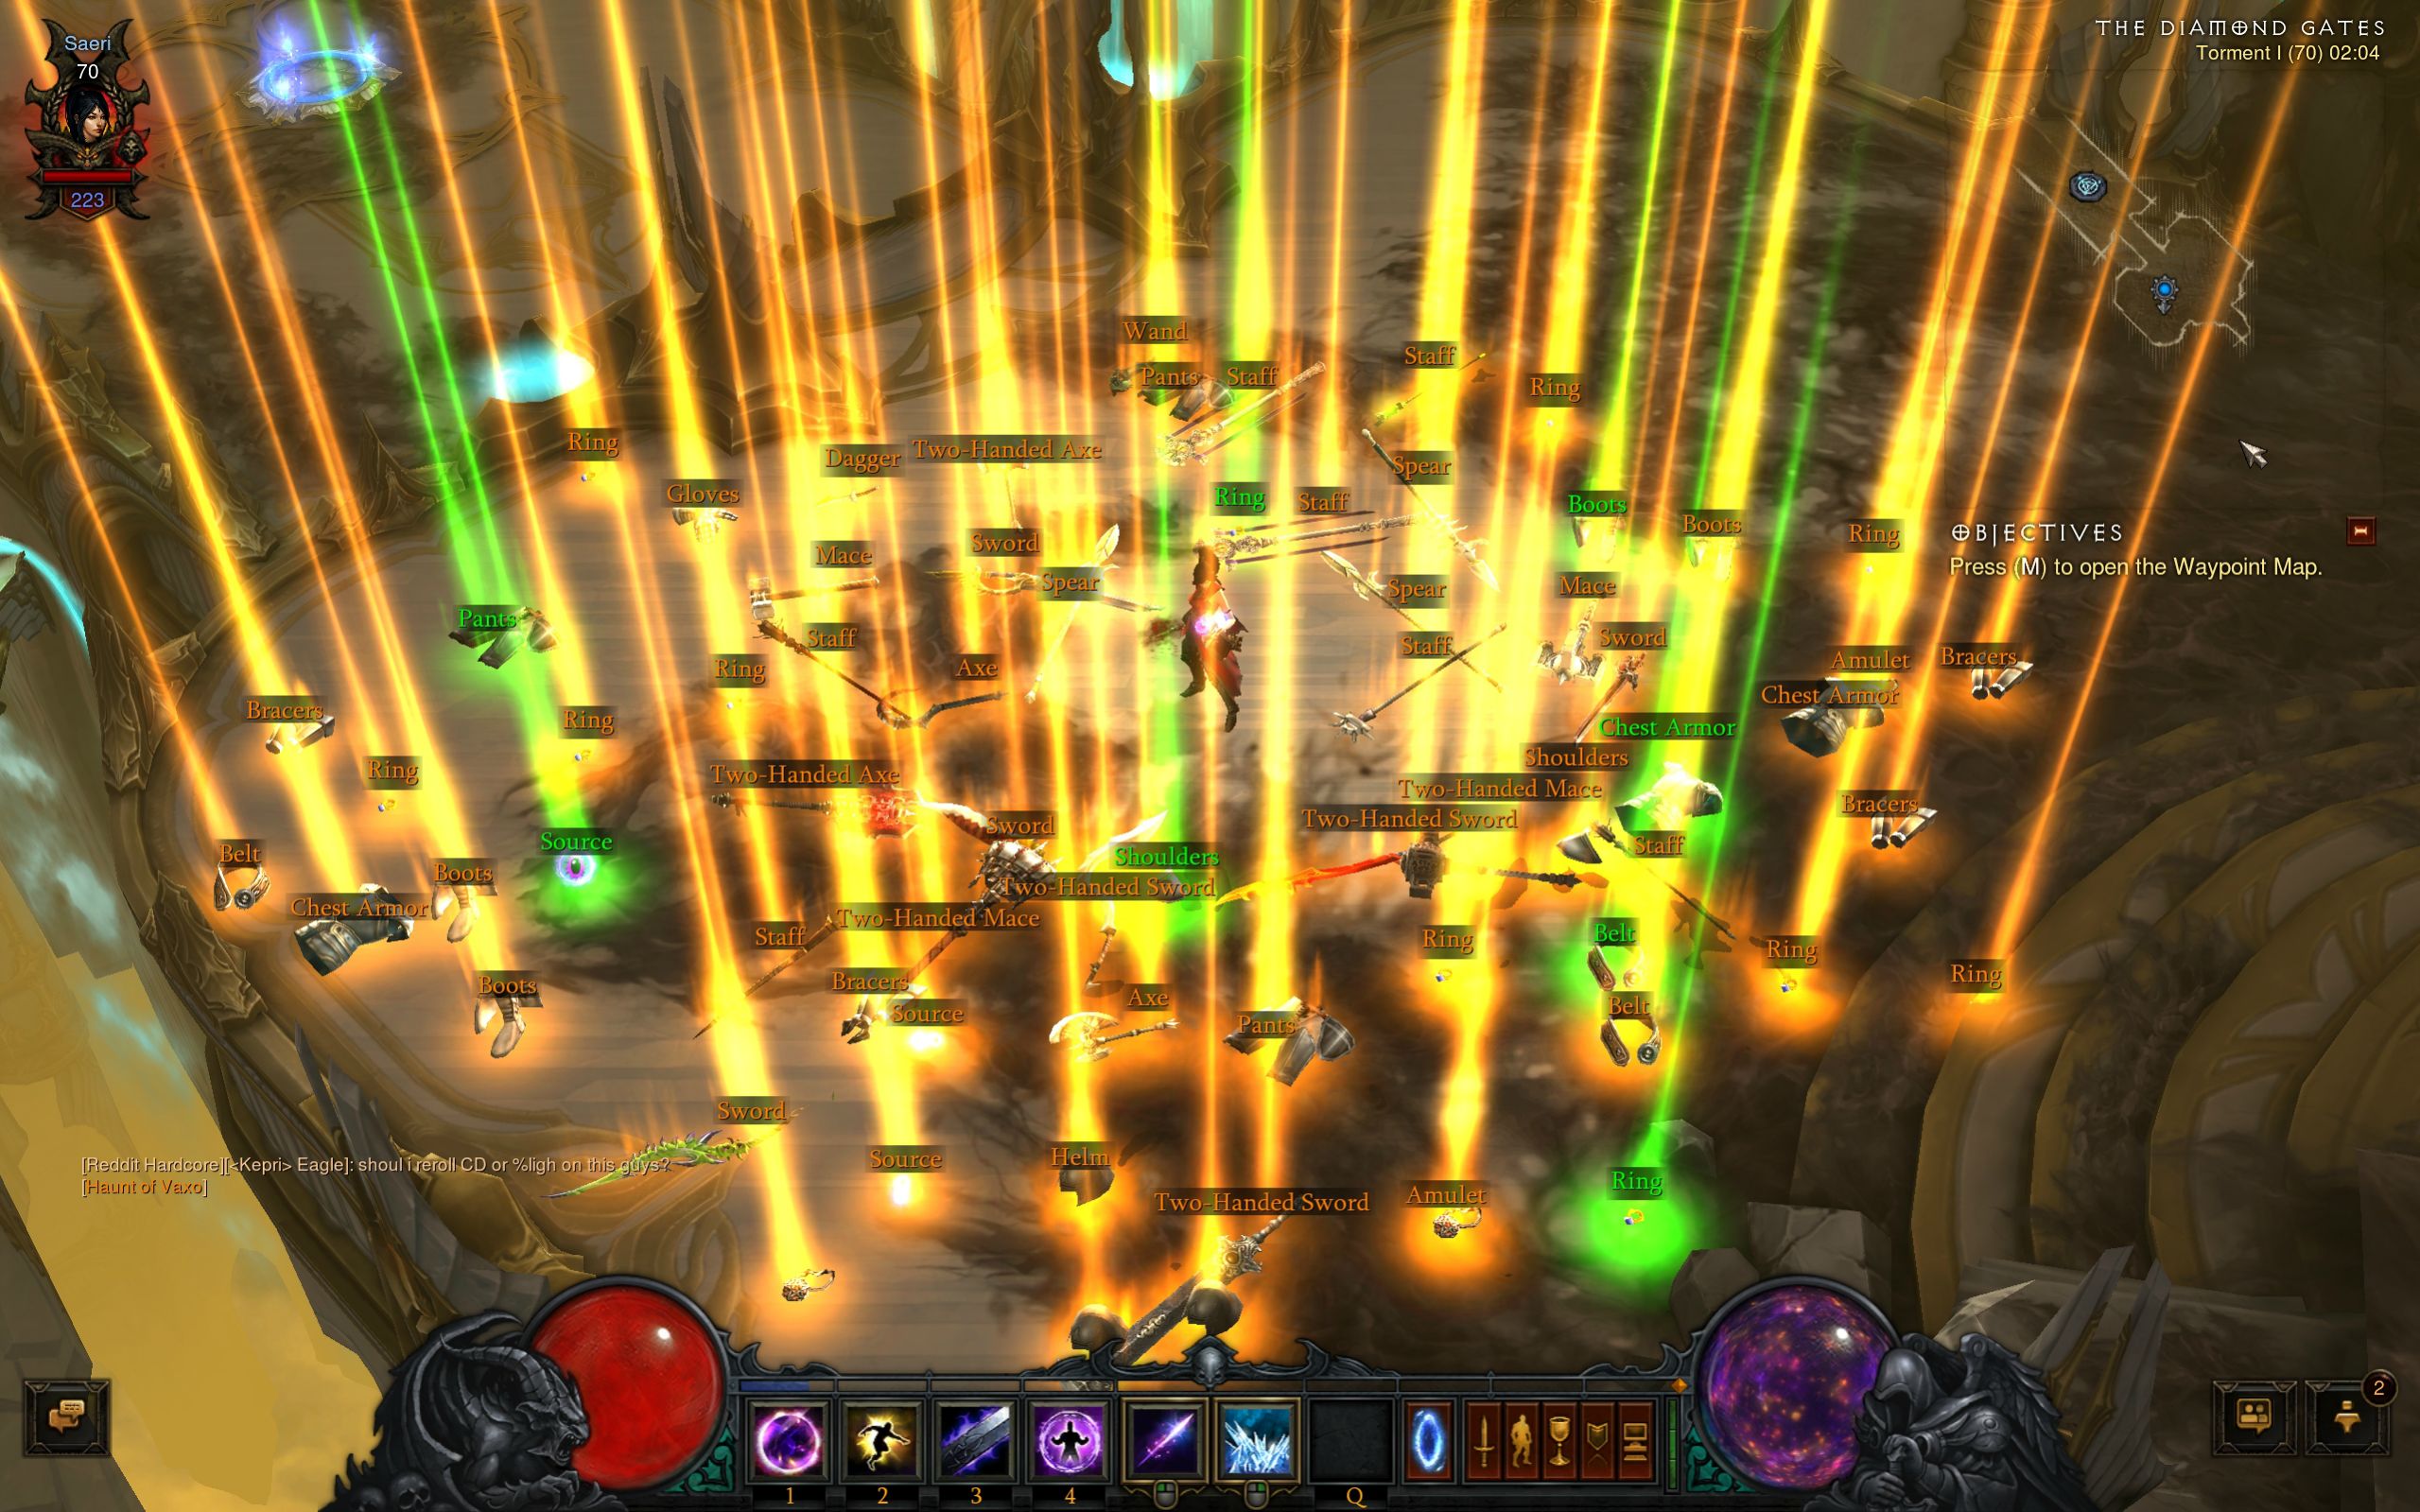 Saeri
70
223
THE DIAMOND GATES
Torment I (70) 02:04
Wand
Pants
Staff
Staff
Ring
Ring
Dagger
Two-Handed Axe
Spear
Gloves
Ring
Staff
Boots
Boots
Ring
OBJECTIVES
Press (M) to open the Waypoint Map.
Mace
Sword
Spear
Spear
Mace
Pants
Staff
Staff
Sword
Ring
Axe
Amulet
Bracers
Chest Armor
Bracers
Ring
Chest Armor
Ring
Shoulders
Two-Handed Axe
Two-Handed Mace
Bracers
Two-Handed Sword
Sword
Source
Staff
Belt
Shoulders
Boots
Two-Handed Sword
Chest Armor
Two-Handed Mace
Staff
Ring
Belt
Ring
Ring
Boots
Bracers
Source
Axe
Pants
Belt
Sword
[Reddit Hardcore][<Kepri> Eagle]: shoul i reroll CD or %ligh on this guys?
[Haunt of Vaxo]
Source
Helm
Two-Handed Sword
Amulet
Ring
2
1
2
3
4
Q